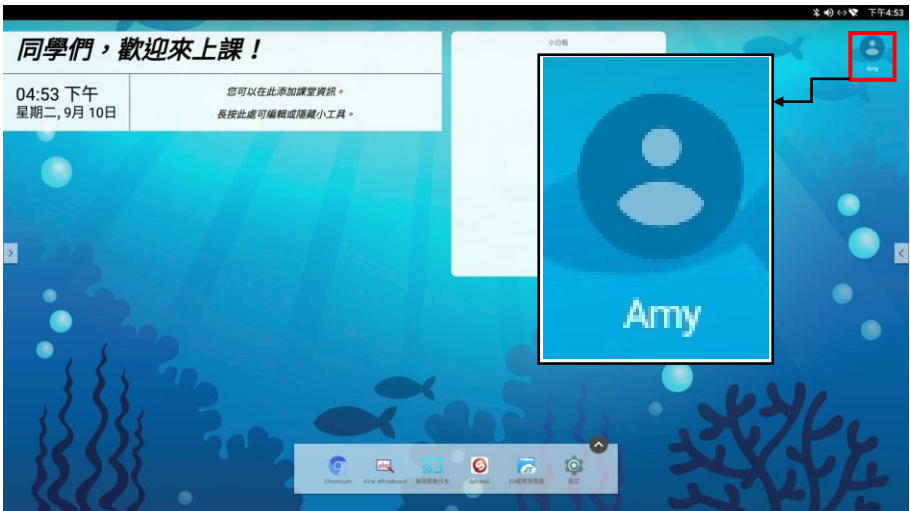 下午4:53
同學們，歡迎來上課！
04:53 下午
星期二, 9月 10日
您可以在此添加課堂資訊。
長按此處可編輯或隱藏小工具。
小白板
Amy
Amy
Chromium
設定